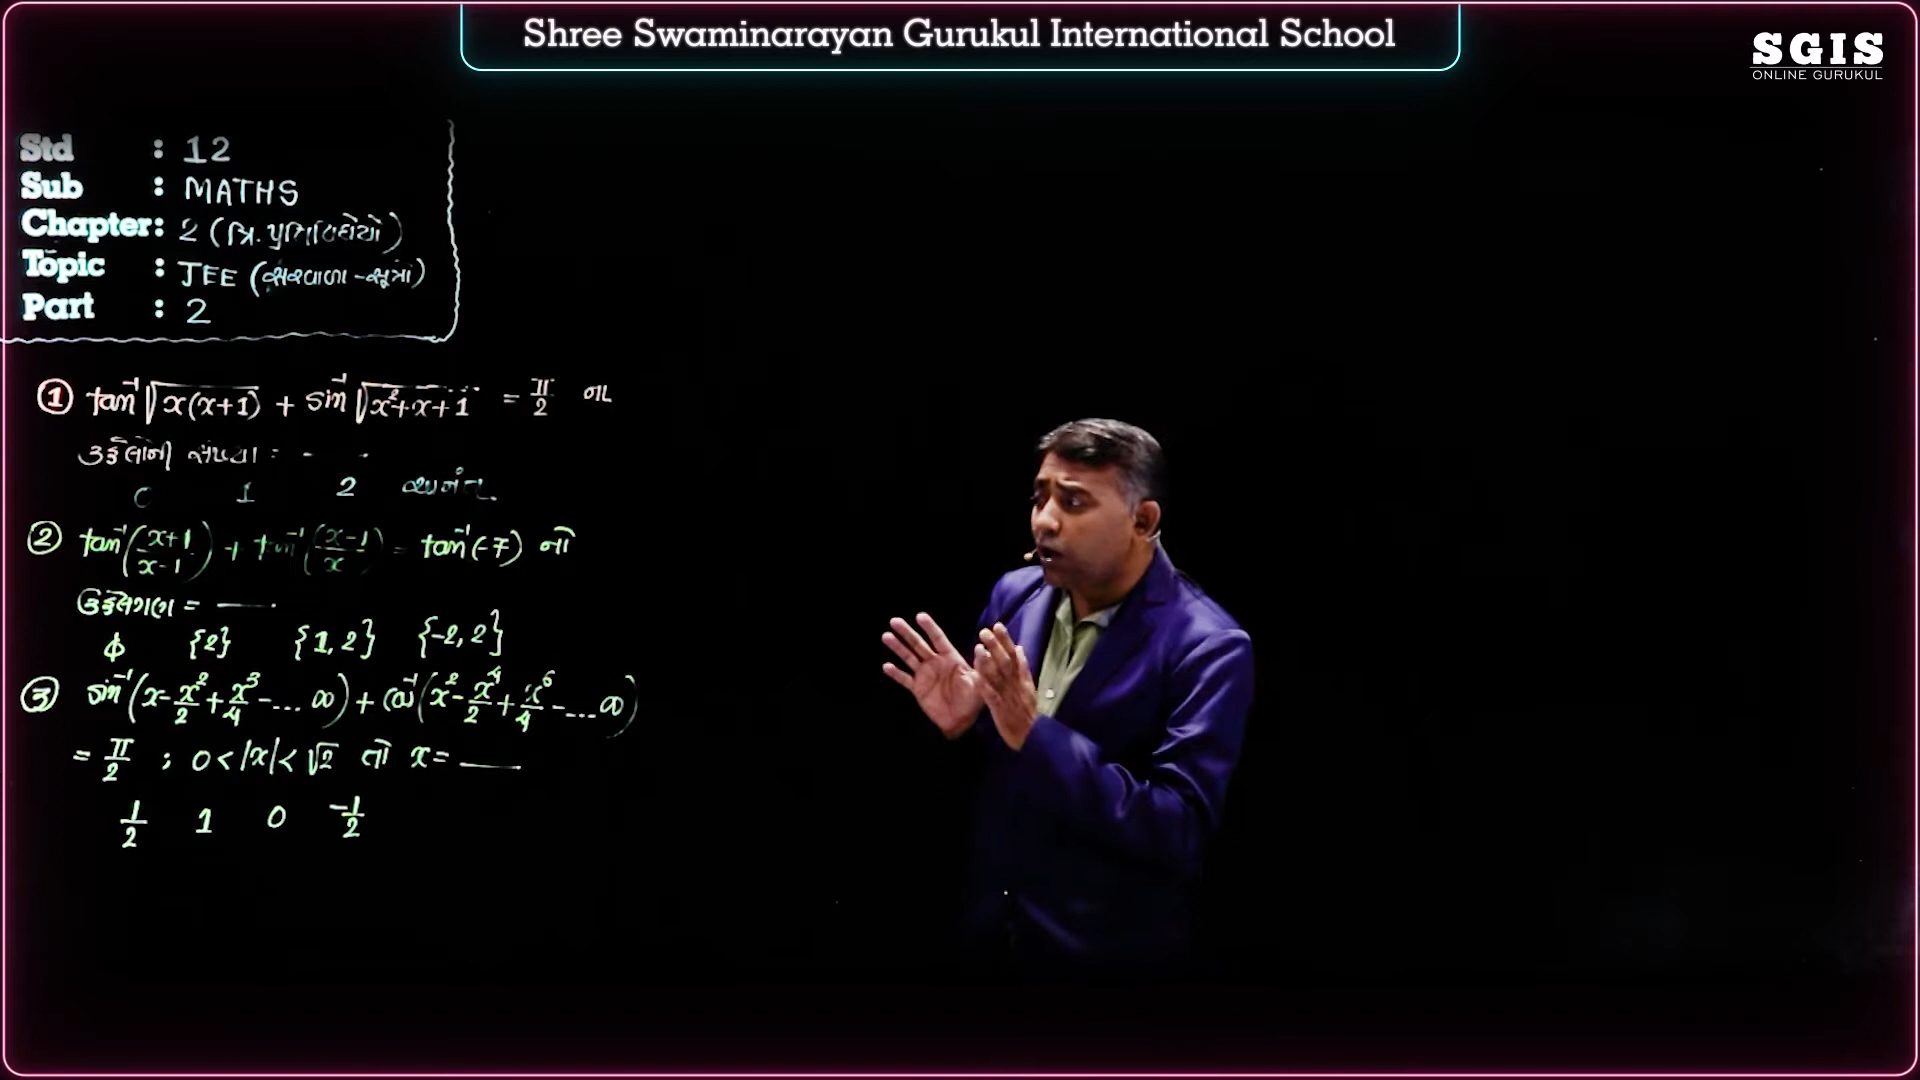 Shree Swaminarayan Gurukul International School
SGIS
ONLINE GURUKUL
Std : 12
Sub : MATHS
Chapter : 2 (ત્રિ. પ્રતિવિધેયો)
Topic : JEE (સરવાળા-સૂત્રો)
Part : 2
① tan⁻¹√x(x+1) + sin⁻¹√x²+x+1 = π/2 ના
ઉકેલોની સંખ્યા = - -
0 1 2 અનંત.
② tan⁻¹(x+1/x-1) + tan⁻¹(x-1/x) = tan⁻¹(-7) નો
ઉકેલગણ = ___
ϕ {2} {1, 2} {-2, 2}
③ sin⁻¹(x - x²/2 + x³/4 - ... ∞) + cos⁻¹(x² - x⁴/2 + x⁶/4 - ... ∞)
= π/2 ; 0 < |x| < √2 તો x = ___
1/2 1 0 -1/2